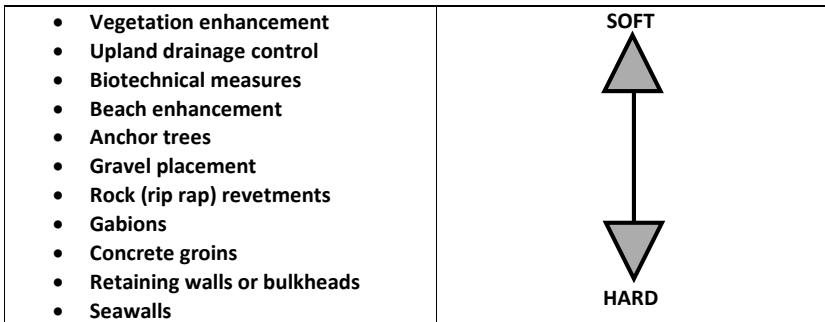 • Vegetation enhancement
• Upland drainage control
• Biotechnical measures
• Beach enhancement
• Anchor trees
• Gravel placement
• Rock (rip rap) revetments
• Gabions
• Concrete groins
• Retaining walls or bulkheads
• Seawalls
SOFT
HARD